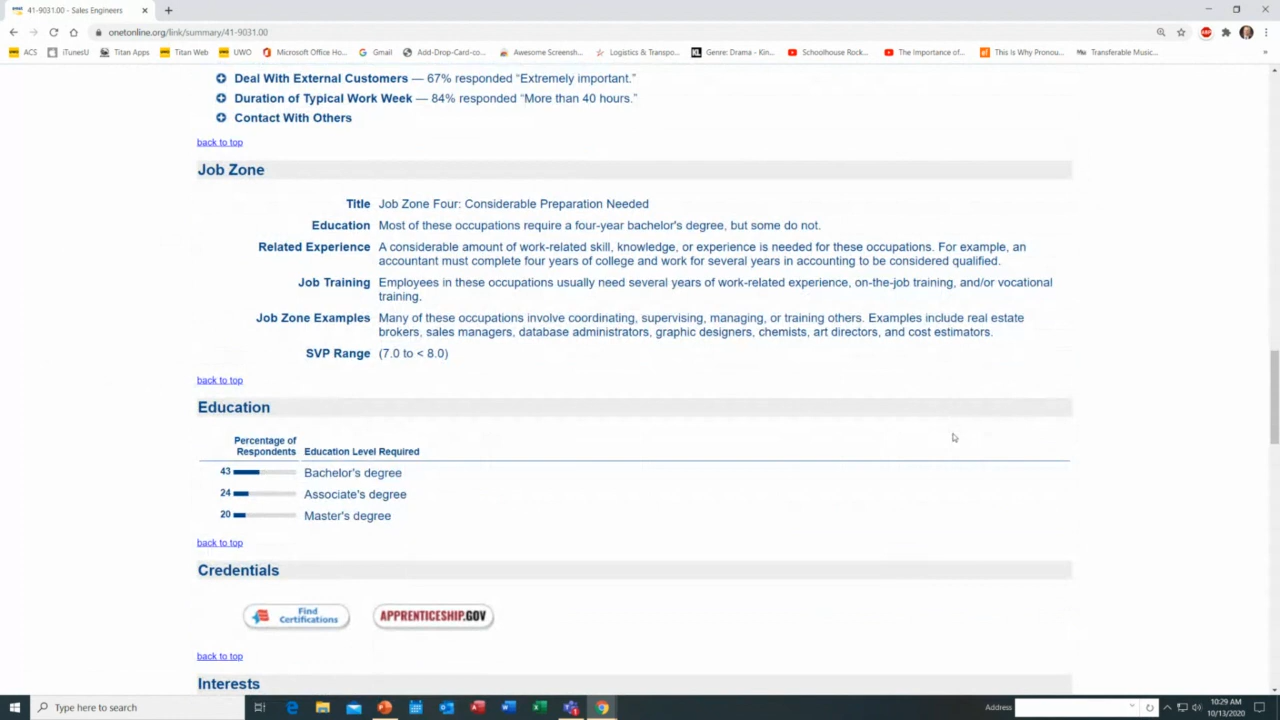 41-9031.00 - Sales Engineers
onetonline.org/link/summary/41-9031.00
ACS iTunesU Titan Apps Titan Web UWO Microsoft Office Ho... Gmail Add-Drop-Card-co... Awesome Screensh... Logistics & Transpo... Genre: Drama - Kin... Schoolhouse Rock... The Importance of... This Is Why Pronou... Transferable Music... »
Deal With External Customers — 67% responded “Extremely important.”
Duration of Typical Work Week — 84% responded “More than 40 hours.”
Contact With Others
back to top
Job Zone
Title Job Zone Four: Considerable Preparation Needed
Education Most of these occupations require a four-year bachelor's degree, but some do not.
Related Experience A considerable amount of work-related skill, knowledge, or experience is needed for these occupations. For example, an
accountant must complete four years of college and work for several years in accounting to be considered qualified.
Job Training Employees in these occupations usually need several years of work-related experience, on-the-job training, and/or vocational
training.
Job Zone Examples Many of these occupations involve coordinating, supervising, managing, or training others. Examples include real estate
brokers, sales managers, database administrators, graphic designers, chemists, art directors, and cost estimators.
SVP Range (7.0 to < 8.0)
back to top
Education
Percentage of
Respondents Education Level Required
43 Bachelor's degree
24 Associate's degree
20 Master's degree
back to top
Credentials
Find
Certifications APPRENTICESHIP.GOV
back to top
Interests
Type here to search Address 10:29 AM
10/13/2020